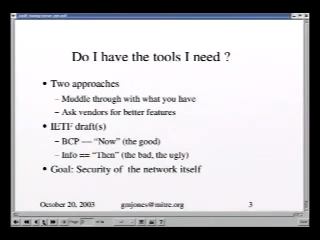 Do I have the tools I need ?
• Two approaches
– Muddle through with what you have
– Ask vendors for better features
• IETF draft(s)
– BCP — “Now” (the good)
– Info == “Then” (the bad, the ugly)
• Goal: Security of the network itself
October 20, 2003 gmjones@mitre.org 3